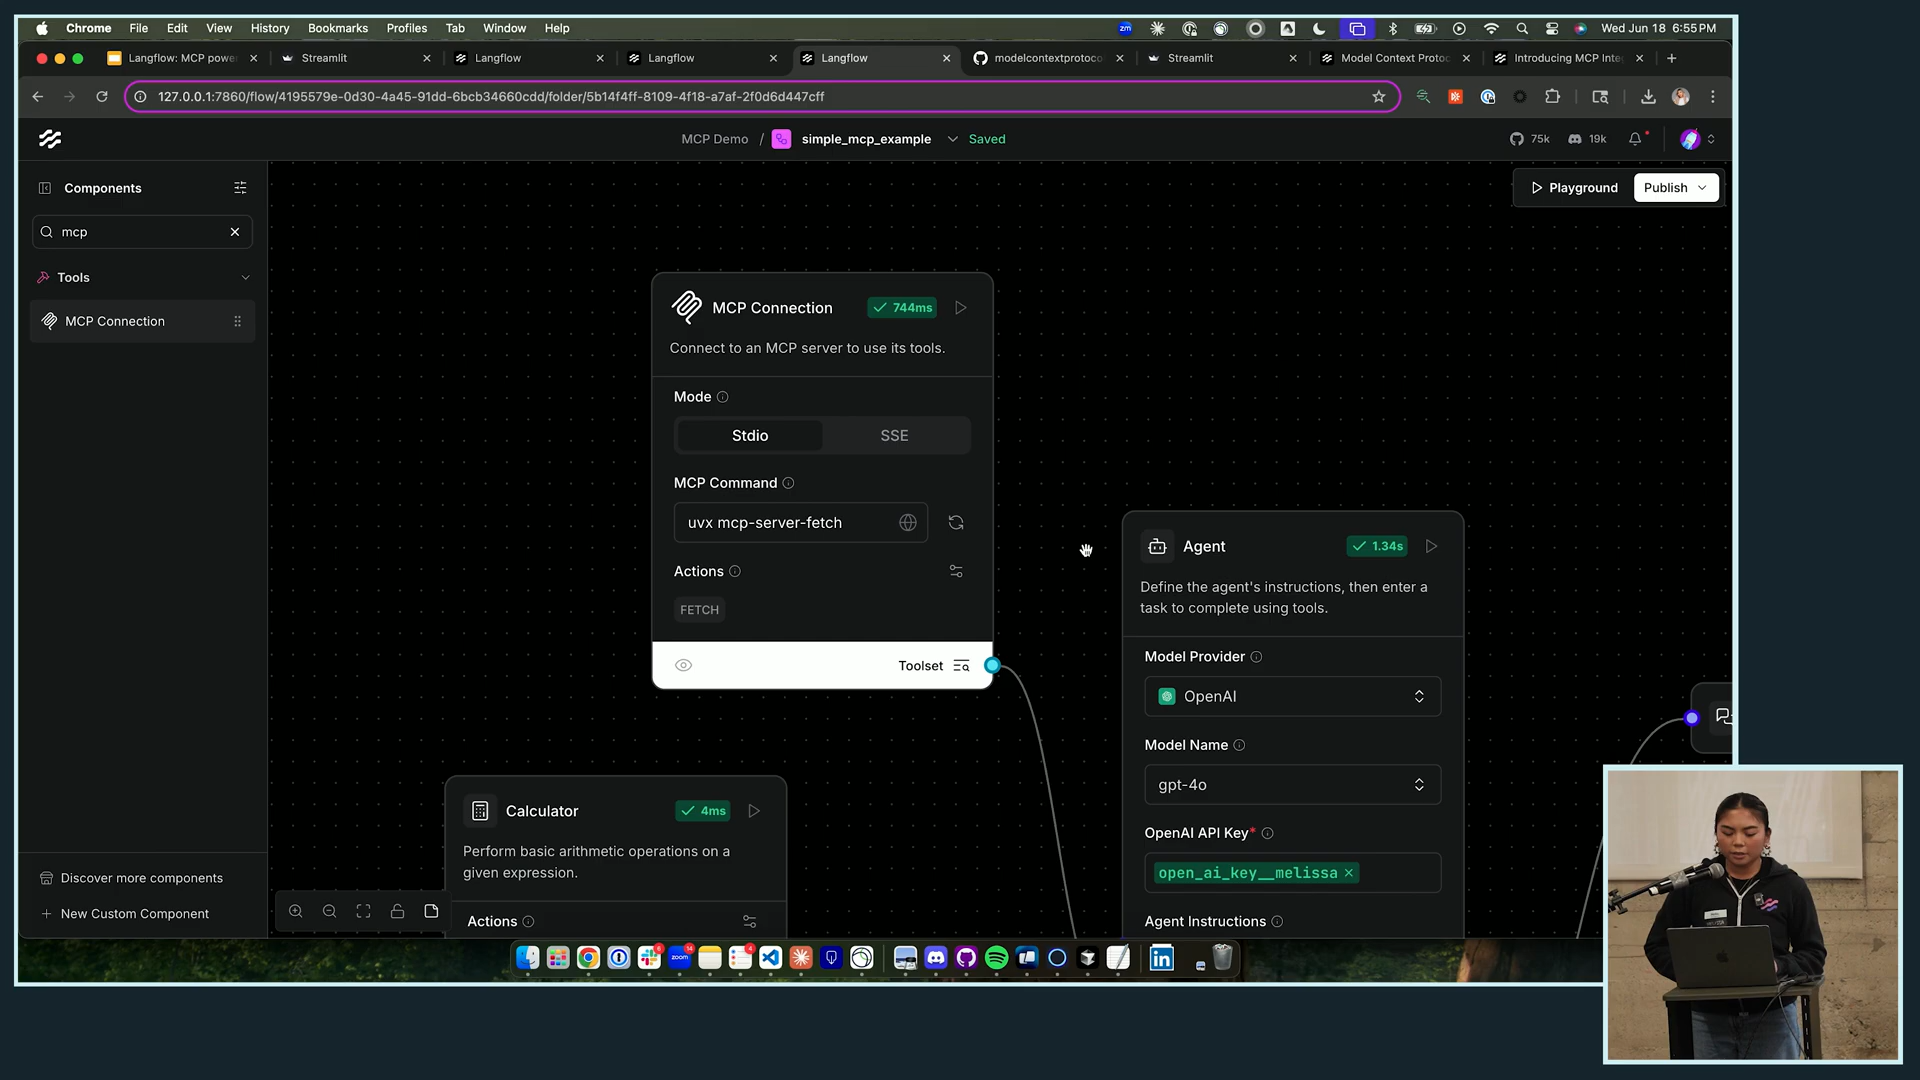 Chrome File Edit View History Bookmarks Profiles Tab Window Help
zm
Wed Jun 18 6:55 PM
Langflow: MCP powe
Streamlit
Langflow
Langflow
Langflow
modelcontextprotoco
Streamlit
Model Context Protoc
Introducing MCP Inte
127.0.0.1:7860/flow/4195579e-0d30-4a45-91dd-6bcb34660cdd/folder/5b14f4ff-8109-4f18-a7af-2f0d6d447cff
MCP Demo / simple_mcp_example Saved
75k
19k
Components
mcp
Tools
MCP Connection
Discover more components
New Custom Component
Playground
Publish
MCP Connection
744ms
Connect to an MCP server to use its tools.
Mode
Stdio
SSE
MCP Command
uvx mcp-server-fetch
Actions
FETCH
Toolset
Calculator
4ms
Perform basic arithmetic operations on a
given expression.
Actions
Agent
1.34s
Define the agent's instructions, then enter a
task to complete using tools.
Model Provider
OpenAI
Model Name
gpt-4o
OpenAI API Key*
open_ai_key__melissa
Agent Instructions
zoom